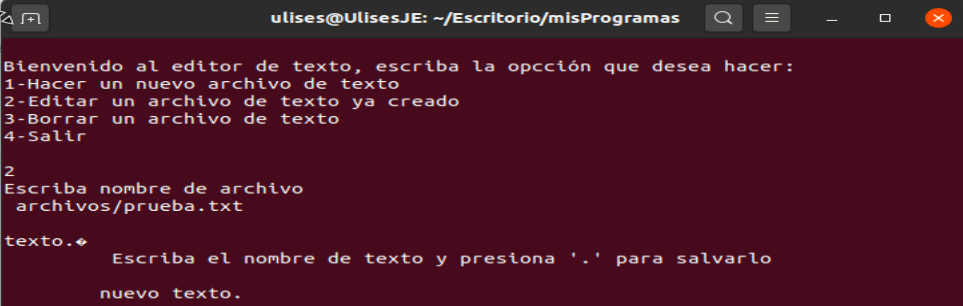 ulises@UlisesJE: ~/Escritorio/misProgramas
Bienvenido al editor de texto, escriba la opcción que desea hacer:
1-Hacer un nuevo archivo de texto
2-Editar un archivo de texto ya creado
3-Borrar un archivo de texto
4-Salir
2
Escriba nombre de archivo
archivos/prueba.txt
texto.�
Escriba el nombre de texto y presiona '.' para salvarlo
nuevo texto.